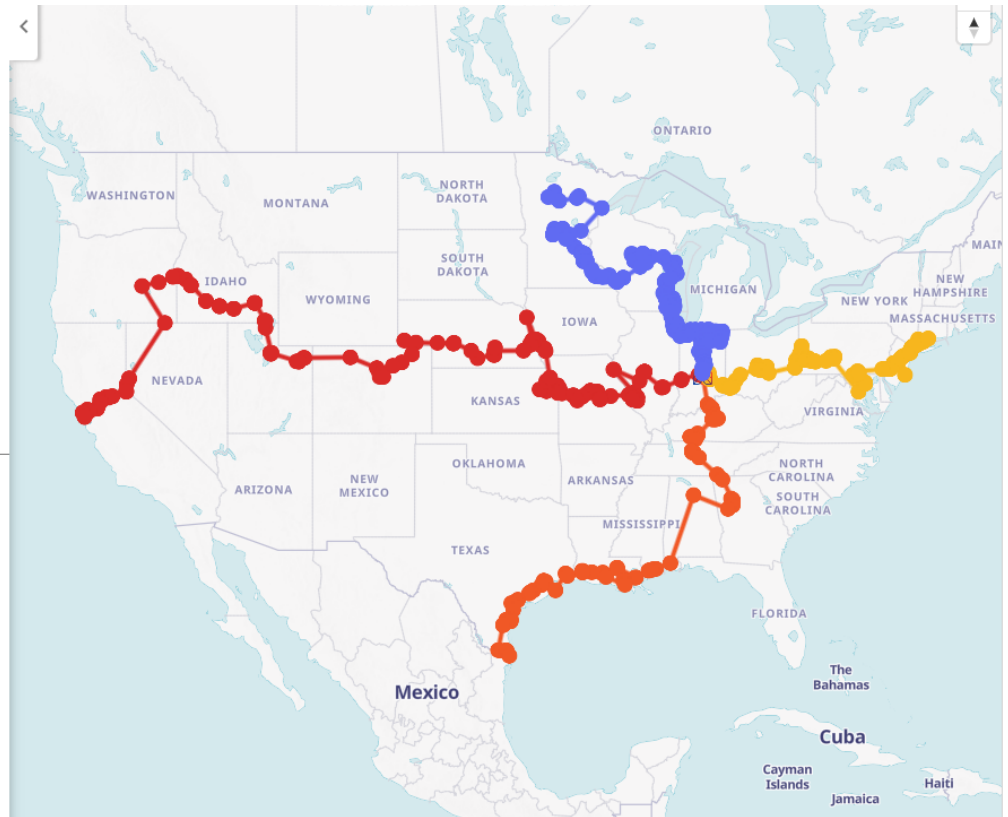 ONTARIO
WASHINGTON
MONTANA
NORTH
DAKOTA
MAIN
SOUTH
DAKOTA
IDAHO
WYOMING
MICHIGAN
NEW
HAMPSHIRE
NEW YORK
MASSACHUSETTS
IOWA
NEVADA
KANSAS
VIRGINIA
OKLAHOMA
NORTH
CAROLINA
ARIZONA
NEW
MEXICO
ARKANSAS
SOUTH
CAROLINA
MISSISSIPPI
TEXAS
FLORIDA
The
Bahamas
Mexico
Cuba
Cayman
Islands
Haiti
Jamaica